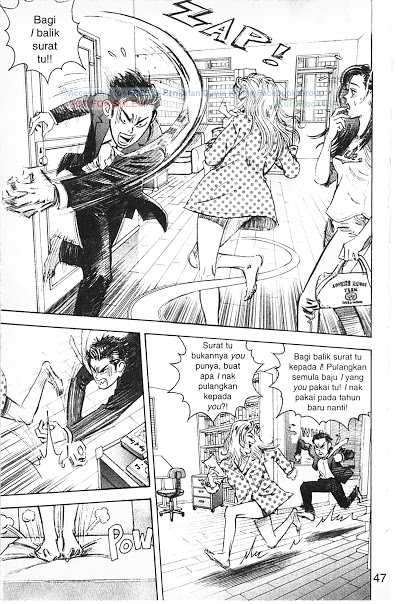 Bagi
I balik
surat
tu!!
ZAP!
Surat tu
bukannya you
punya, buat
apa I nak
pulangkan
kepada
you?!
Bagi balik surat tu
kepada I! Pulangkan
semula baju I yang
you pakai tu! I nak
pakai pada tahun
baru nanti!
POW
47